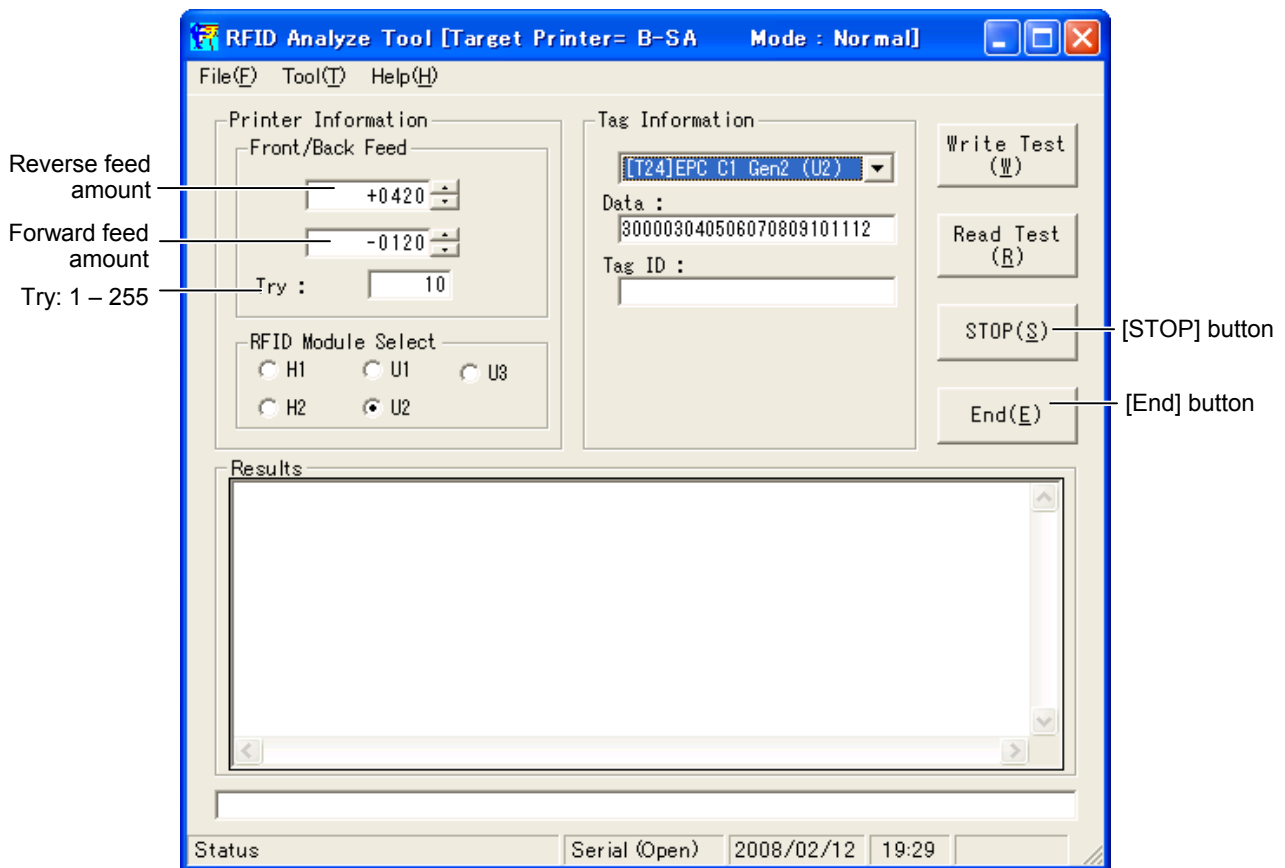 RFID Analyze Tool [Target Printer= B-SA Mode : Normal]
File(F) Tool(T) Help(H)
Printer Information
Front/Back Feed
Reverse feed
amount
+0420
Forward feed
amount
-0120
Try: 1 – 255
Try : 10
RFID Module Select
H1 U1 U3
H2 U2
Tag Information
[T24]EPC C1 Gen2 (U2)
Data :
300003040506070809101112
Tag ID :
Write Test
(W)
Read Test
(R)
STOP(S)
[STOP] button
End(E)
[End] button
Results
Status Serial (Open) 2008/02/12 19:29